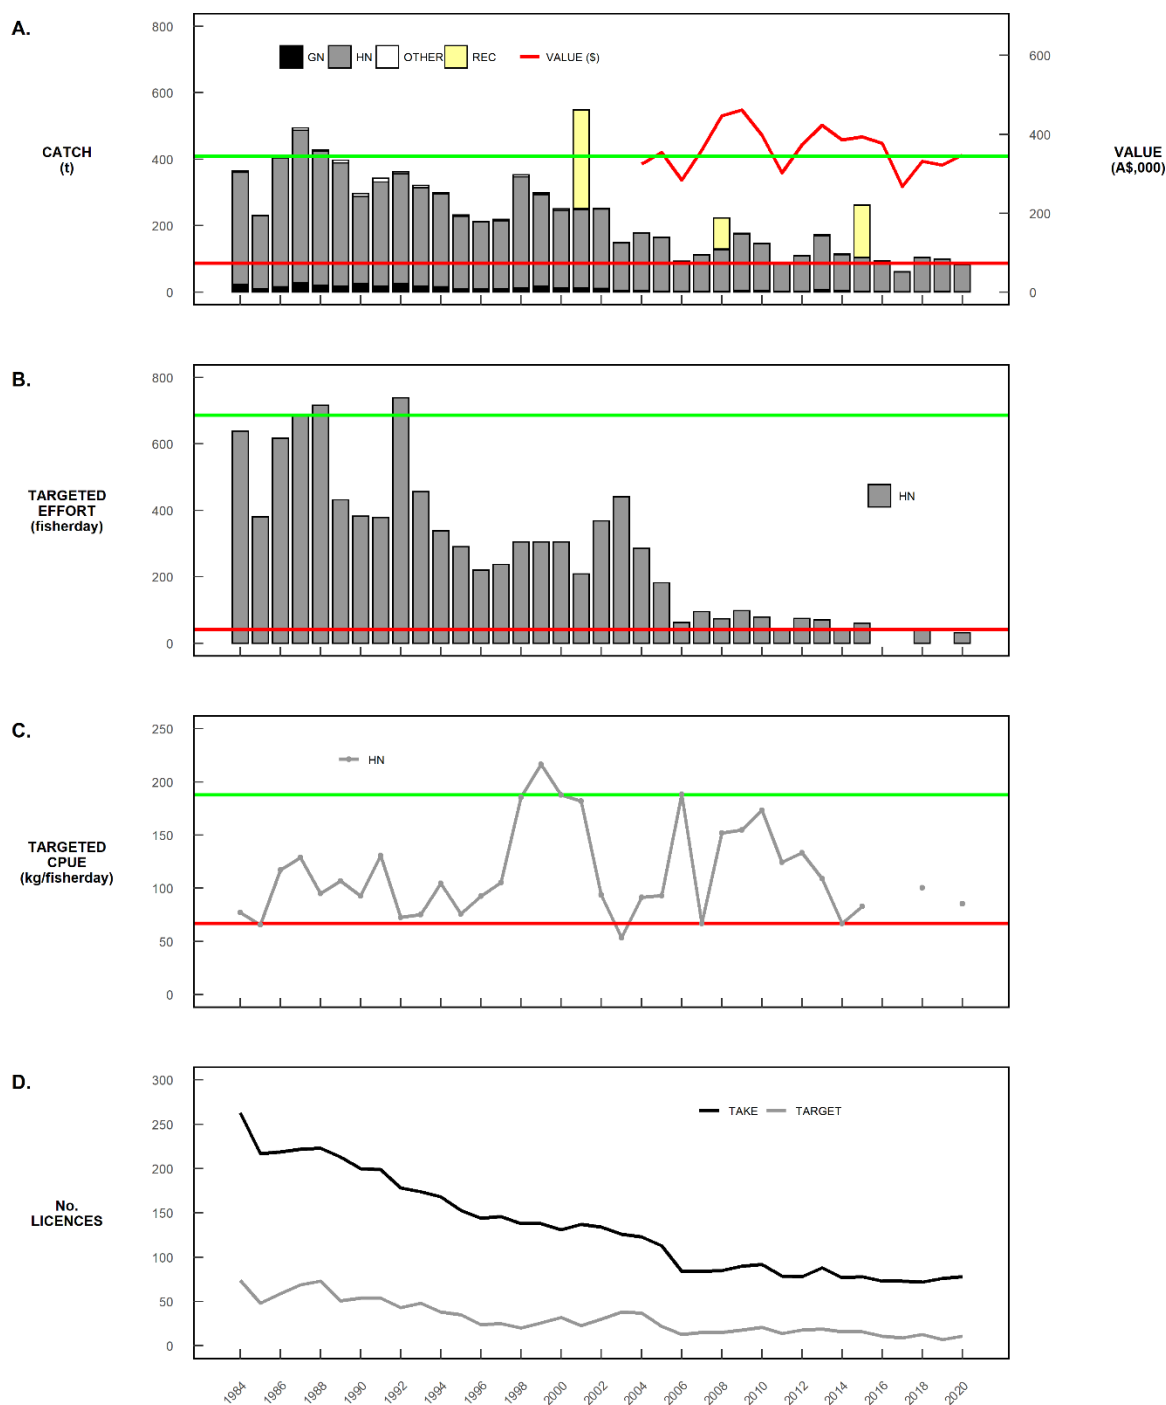 A.
800
600
400
200
0
CATCH
(t)
GN HN OTHER REC VALUE ($)
600
400
200
0
VALUE
(A$,000)
B.
800
600
400
200
0
TARGETED
EFFORT
(fisherday)
HN
C.
250
200
150
100
50
0
TARGETED
CPUE
(kg/fisherday)
HN
D.
300
250
200
150
100
50
0
No.
LICENCES
TAKE TARGET
1984 1986 1988 1990 1992 1994 1996 1998 2000 2002 2004 2006 2008 2010 2012 2014 2016 2018 2020